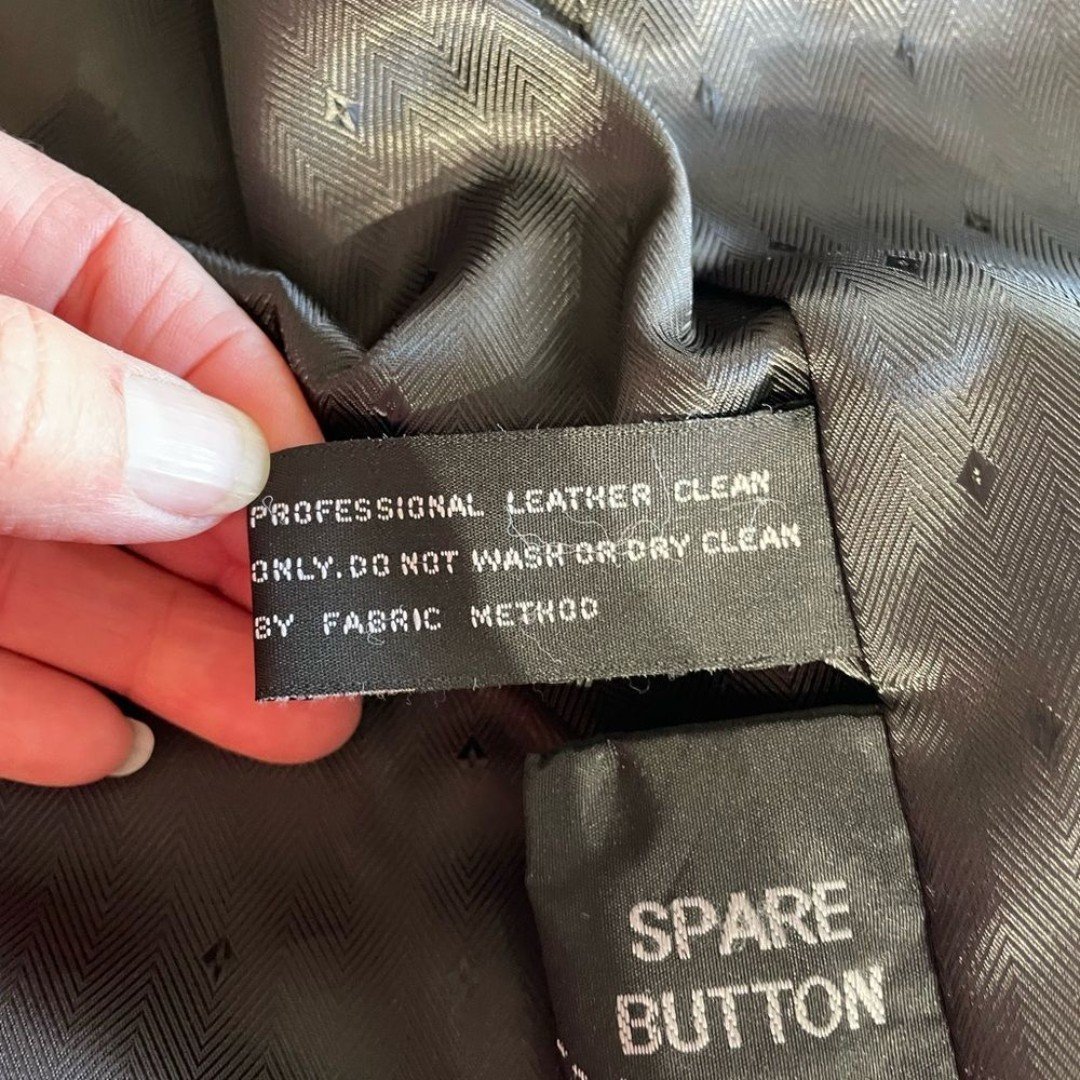 PROFESSIONAL LEATHER CLEAN
ONLY.DO NOT WASH OR DRY CLEAN
BY FABRIC METHOD
SPARE
BUTTON